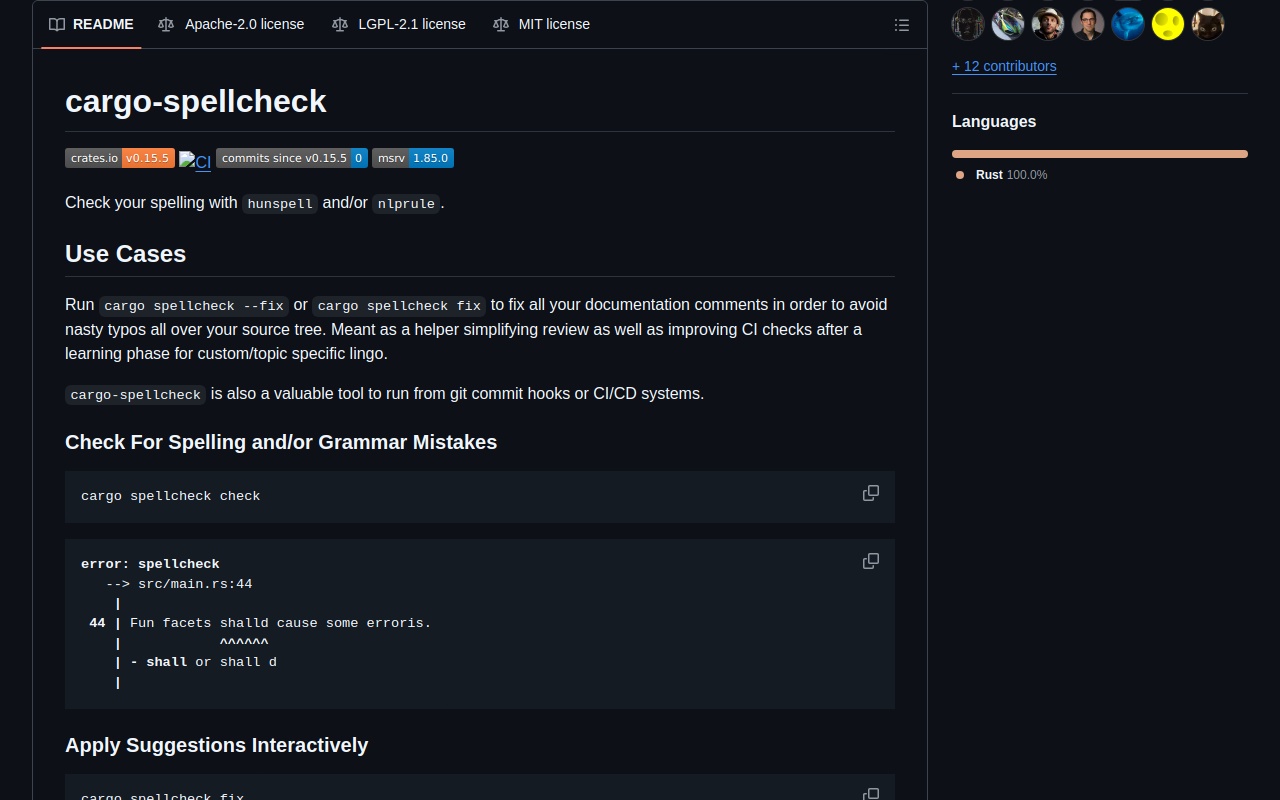 README Apache-2.0 license LGPL-2.1 license MIT license
cargo-spellcheck
crates.io v0.15.5 CI commits since v0.15.5 0 msrv 1.85.0
Check your spelling with hunspell and/or nlprule.
Use Cases
Run cargo spellcheck --fix or cargo spellcheck fix to fix all your documentation comments in order to avoid
nasty typos all over your source tree. Meant as a helper simplifying review as well as improving CI checks after a
learning phase for custom/topic specific lingo.
cargo-spellcheck is also a valuable tool to run from git commit hooks or CI/CD systems.
Check For Spelling and/or Grammar Mistakes
cargo spellcheck check
error: spellcheck
   --> src/main.rs:44
    |
 44 | Fun facets shalld cause some erroris.
    |            ^^^^^^
    | - shall or shall d
    |
Apply Suggestions Interactively
cargo spellcheck fix
+ 12 contributors
Languages
Rust 100.0%